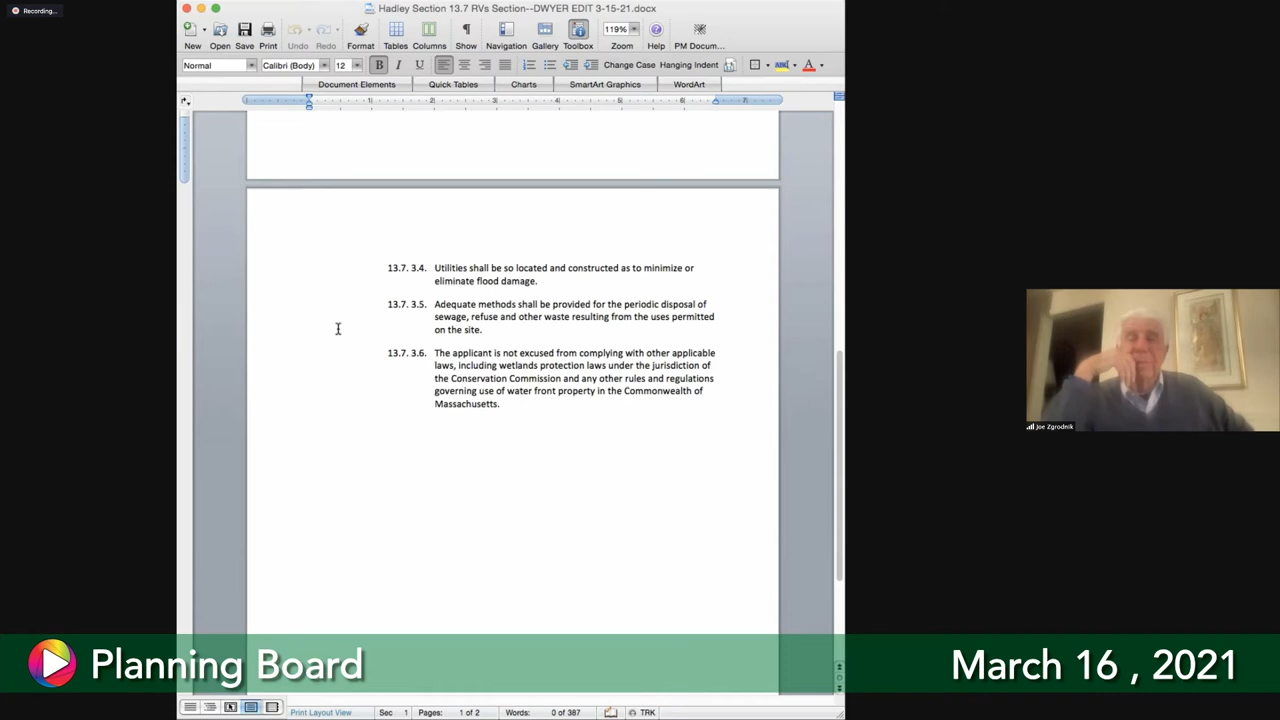 Recording...
Hadley Section 13.7 RVs Section--DWYER EDIT 3-15-21.docx
119%
New Open Save Print Undo Redo Format Tables Columns Show Navigation Gallery Toolbox Zoom Help PM Docum...
Normal Calibri (Body) 12 B I U Change Case Hanging Indent ABC A
Document Elements Quick Tables Charts SmartArt Graphics WordArt
1 2 3 4 5 6 7
13.7. 3.4. Utilities shall be so located and constructed as to minimize or
eliminate flood damage.
13.7. 3.5. Adequate methods shall be provided for the periodic disposal of
sewage, refuse and other waste resulting from the uses permitted
on the site.
13.7. 3.6. The applicant is not excused from complying with other applicable
laws, including wetlands protection laws under the jurisdiction of
the Conservation Commission and any other rules and regulations
governing use of water front property in the Commonwealth of
Massachusetts.
Joe Zgrodnik
Planning Board
March 16 , 2021
Print Layout View Sec 1 Pages: 1 of 2 Words: 0 of 387 TRK